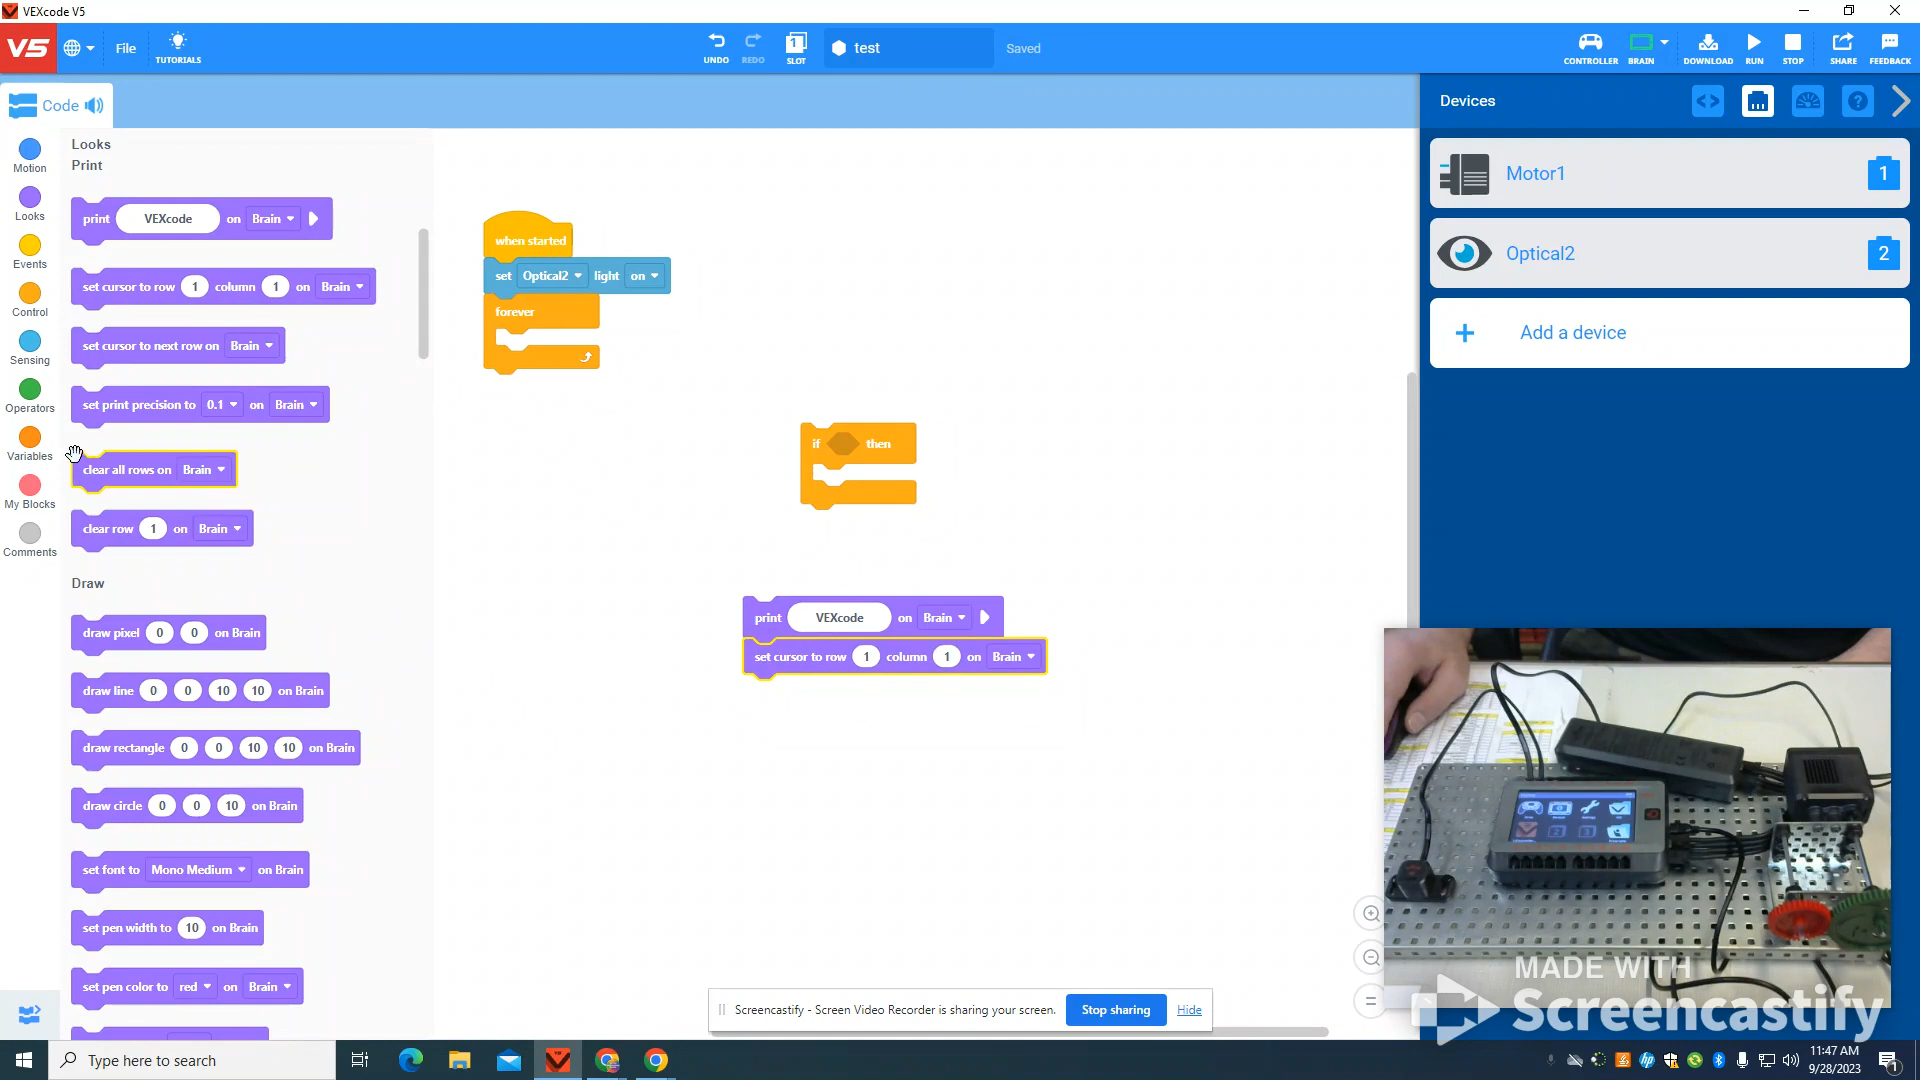 VEXcode V5
V5
File
TUTORIALS
UNDO
REDO
1
SLOT
test
Saved
CONTROLLER
BRAIN
DOWNLOAD
RUN
STOP
SHARE
FEEDBACK
Code
Devices
Motion
Looks
Events
Control
Sensing
Operators
Variables
My Blocks
Comments
Looks
Print
print VEXcode on Brain
set cursor to row 1 column 1 on Brain
set cursor to next row on Brain
set print precision to 0.1 on Brain
clear all rows on Brain
clear row 1 on Brain
Draw
draw pixel 0 0 on Brain
draw line 0 0 10 10 on Brain
draw rectangle 0 0 10 10 on Brain
draw circle 0 0 10 on Brain
set font to Mono Medium on Brain
set pen width to 10 on Brain
set pen color to red on Brain
when started
set Optical2 light on
forever
if then
print VEXcode on Brain
set cursor to row 1 column 1 on Brain
Motor1 1
Optical2 2
+ Add a device
MADE WITH
Screencastify
Screencastify - Screen Video Recorder is sharing your screen. Stop sharing Hide
Type here to search
11:47 AM
9/28/2023
1